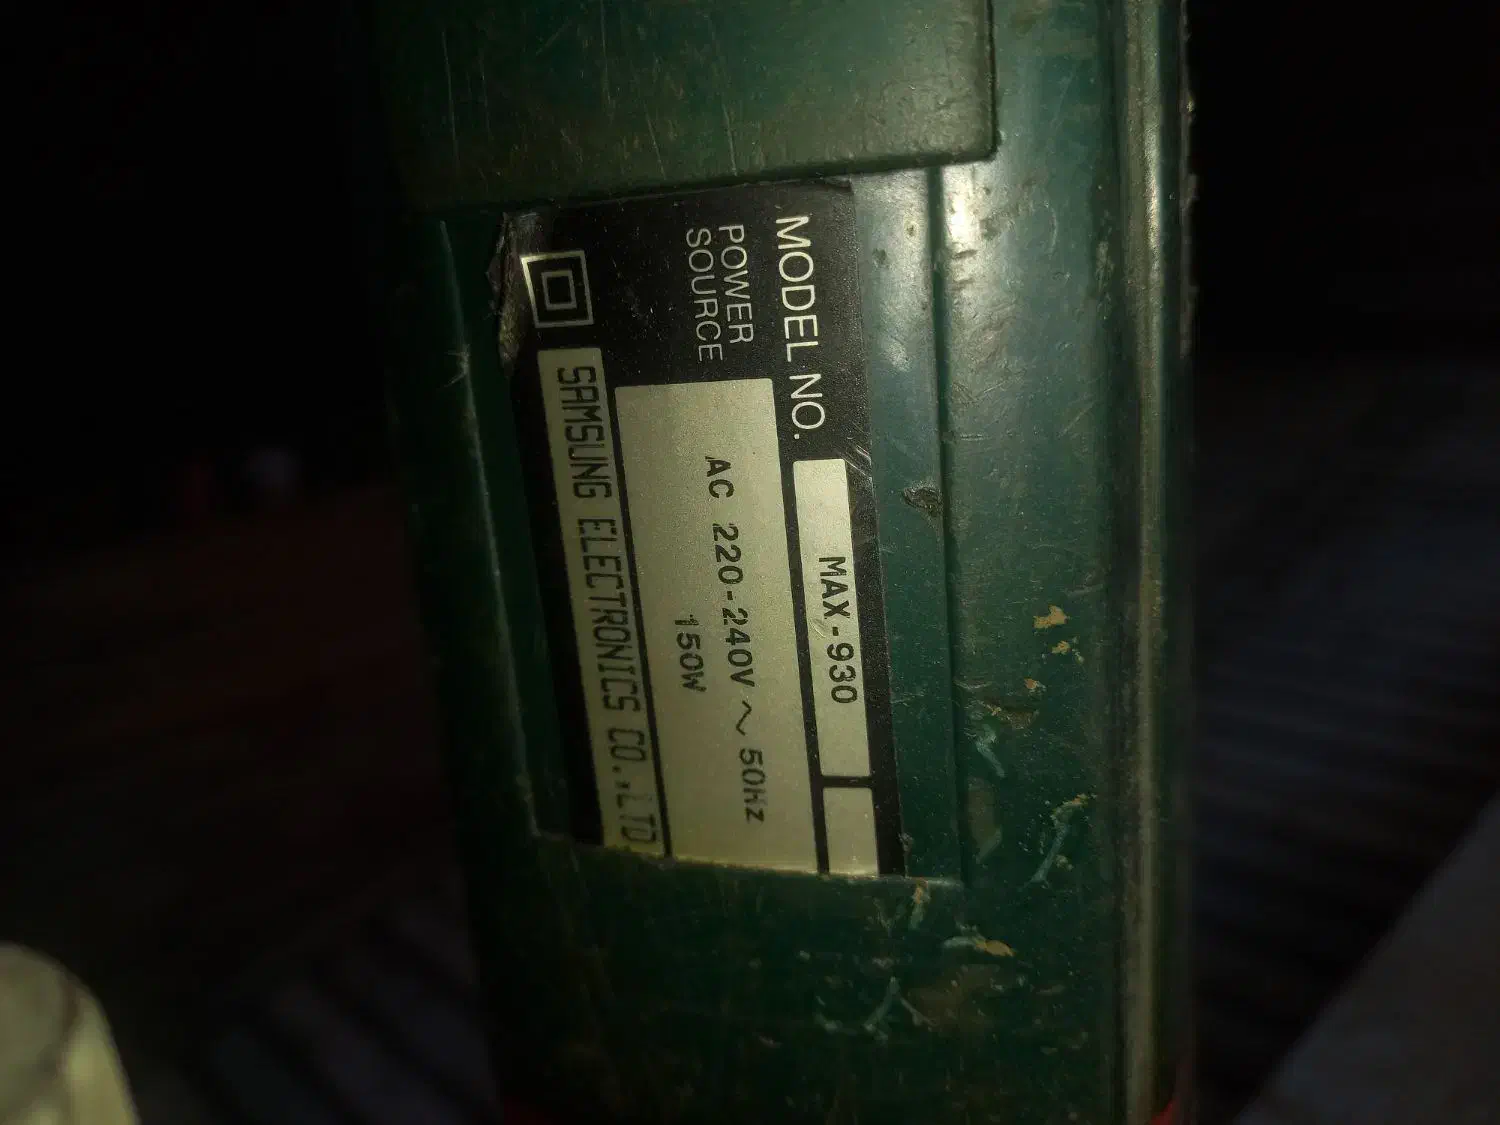 MODEL NO. MAX-930
POWER
SOURCE
AC 220-240V ~ 50Hz
150W
SAMSUNG ELECTRONICS CO.,LTD